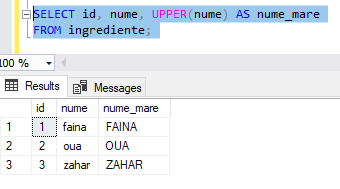 SELECT id, nume, UPPER(nume) AS nume_mare
FROM ingrediente;
100 %
Results Messages
id nume nume_mare
1 1 faina FAINA
2 2 oua OUA
3 3 zahar ZAHAR